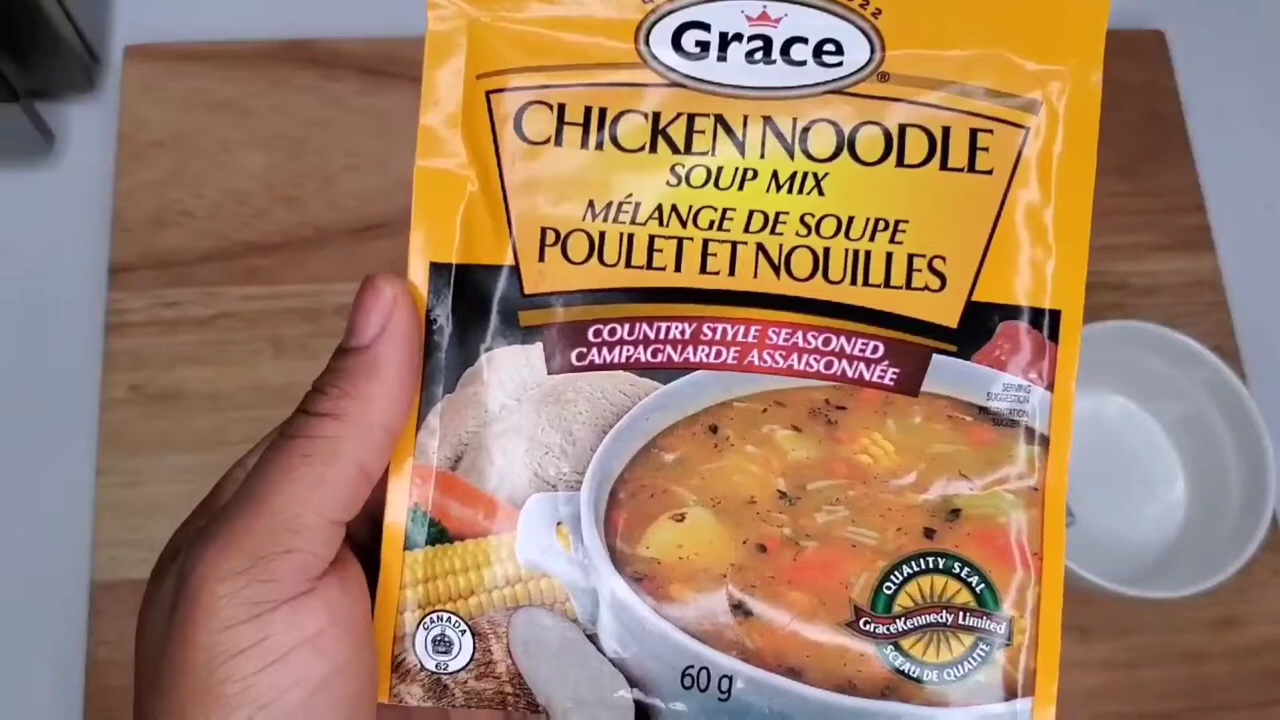 Grace
®
CHICKEN NOODLE
SOUP MIX
MÉLANGE DE SOUPE
POULET ET NOUILLES
COUNTRY STYLE SEASONED
CAMPAGNARDE ASSAISONNÉE
SERVING
SUGGESTION
QUALITY SEAL
GraceKennedy Limited
SCEAU DE QUALITÉ
CANADA
62
60 g